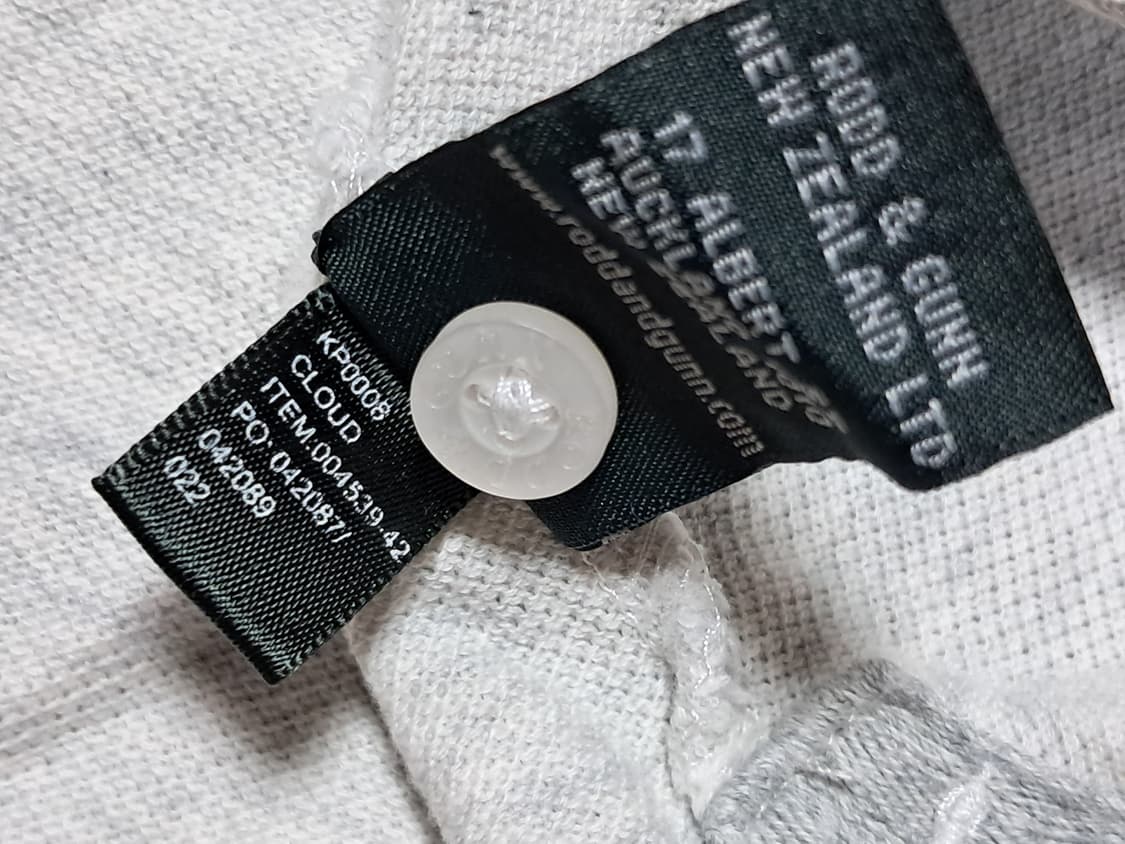 RODD & GUNN
NEW ZEALAND LTD
17 ALBERT
AUCKLAND
NEW ZEALAND
www.roddandgunn.com
KP0008
CLOUD
ITEM.004539.42
PO: 042087/
042089
022